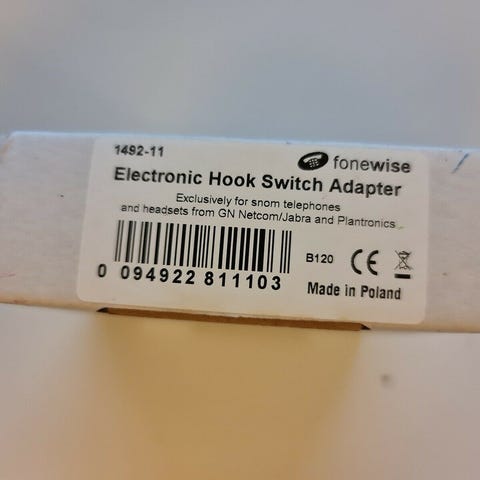 1492-11
fonewise
Electronic Hook Switch Adapter
Exclusively for snom telephones
and headsets from GN Netcom/Jabra and Plantronics
B120 CE
0 094922 811103
Made in Poland